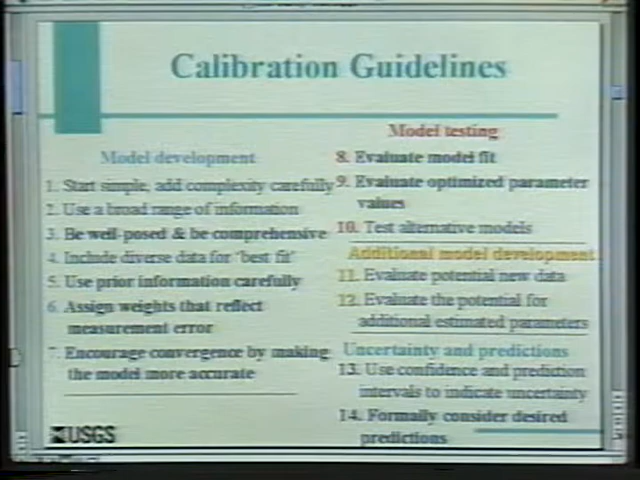 Calibration Guidelines
Model development
1. Start simple, add complexity carefully
2. Use a broad range of information
3. Be well-posed & be comprehensive
4. Include diverse data for 'best fit'
5. Use prior information carefully
6. Assign weights that reflect
measurement error
7. Encourage convergence by making
the model more accurate
Model testing
8. Evaluate model fit
9. Evaluate optimized parameter
values
10. Test alternative models
Additional model development
11. Evaluate potential new data
12. Evaluate the potential for
additional estimated parameters
Uncertainty and predictions
13. Use confidence and prediction
intervals to indicate uncertainty
14. Formally consider desired
predictions
USGS